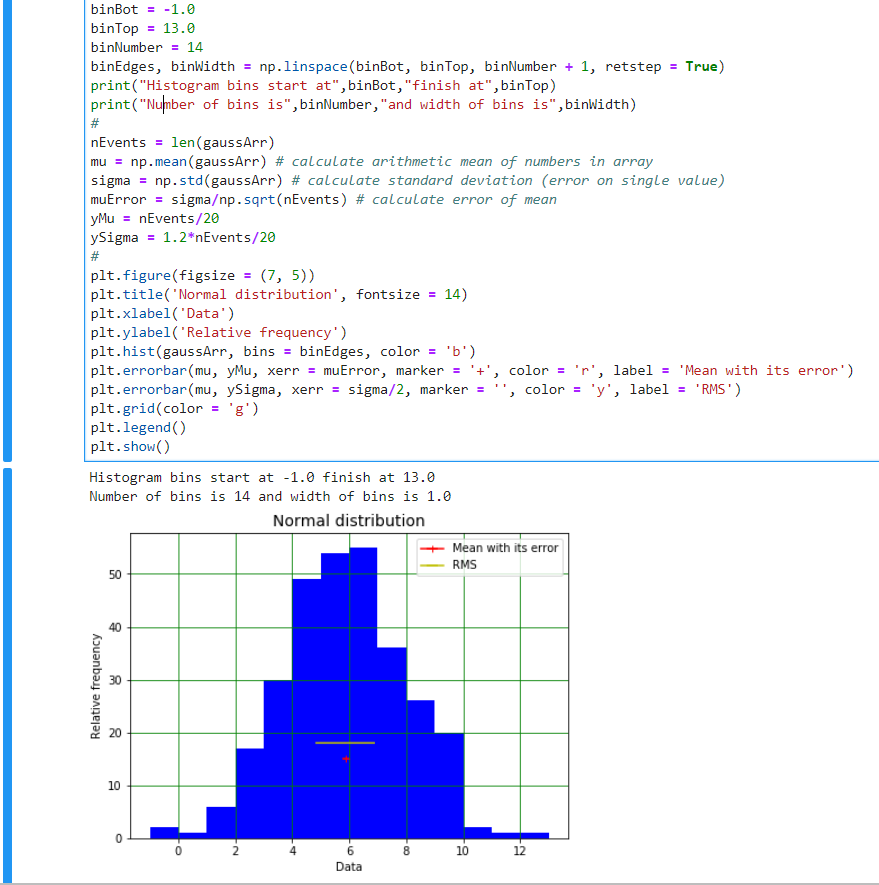 binBot = -1.0
binTop = 13.0
binNumber = 14
binEdges, binWidth = np.linspace(binBot, binTop, binNumber + 1, retstep = True)
print("Histogram bins start at",binBot,"finish at",binTop)
print("Number of bins is",binNumber,"and width of bins is",binWidth)
#
nEvents = len(gaussArr)
mu = np.mean(gaussArr) # calculate arithmetic mean of numbers in array
sigma = np.std(gaussArr) # calculate standard deviation (error on single value)
muError = sigma/np.sqrt(nEvents) # calculate error of mean
yMu = nEvents/20
ySigma = 1.2*nEvents/20
#
plt.figure(figsize = (7, 5))
plt.title('Normal distribution', fontsize = 14)
plt.xlabel('Data')
plt.ylabel('Relative frequency')
plt.hist(gaussArr, bins = binEdges, color = 'b')
plt.errorbar(mu, yMu, xerr = muError, marker = '+', color = 'r', label = 'Mean with its error')
plt.errorbar(mu, ySigma, xerr = sigma/2, marker = '', color = 'y', label = 'RMS')
plt.grid(color = 'g')
plt.legend()
plt.show()
Histogram bins start at -1.0 finish at 13.0
Number of bins is 14 and width of bins is 1.0
Normal distribution
Mean with its error
RMS
50
40
30
20
10
0
Relative frequency
0 2 4 6 8 10 12
Data